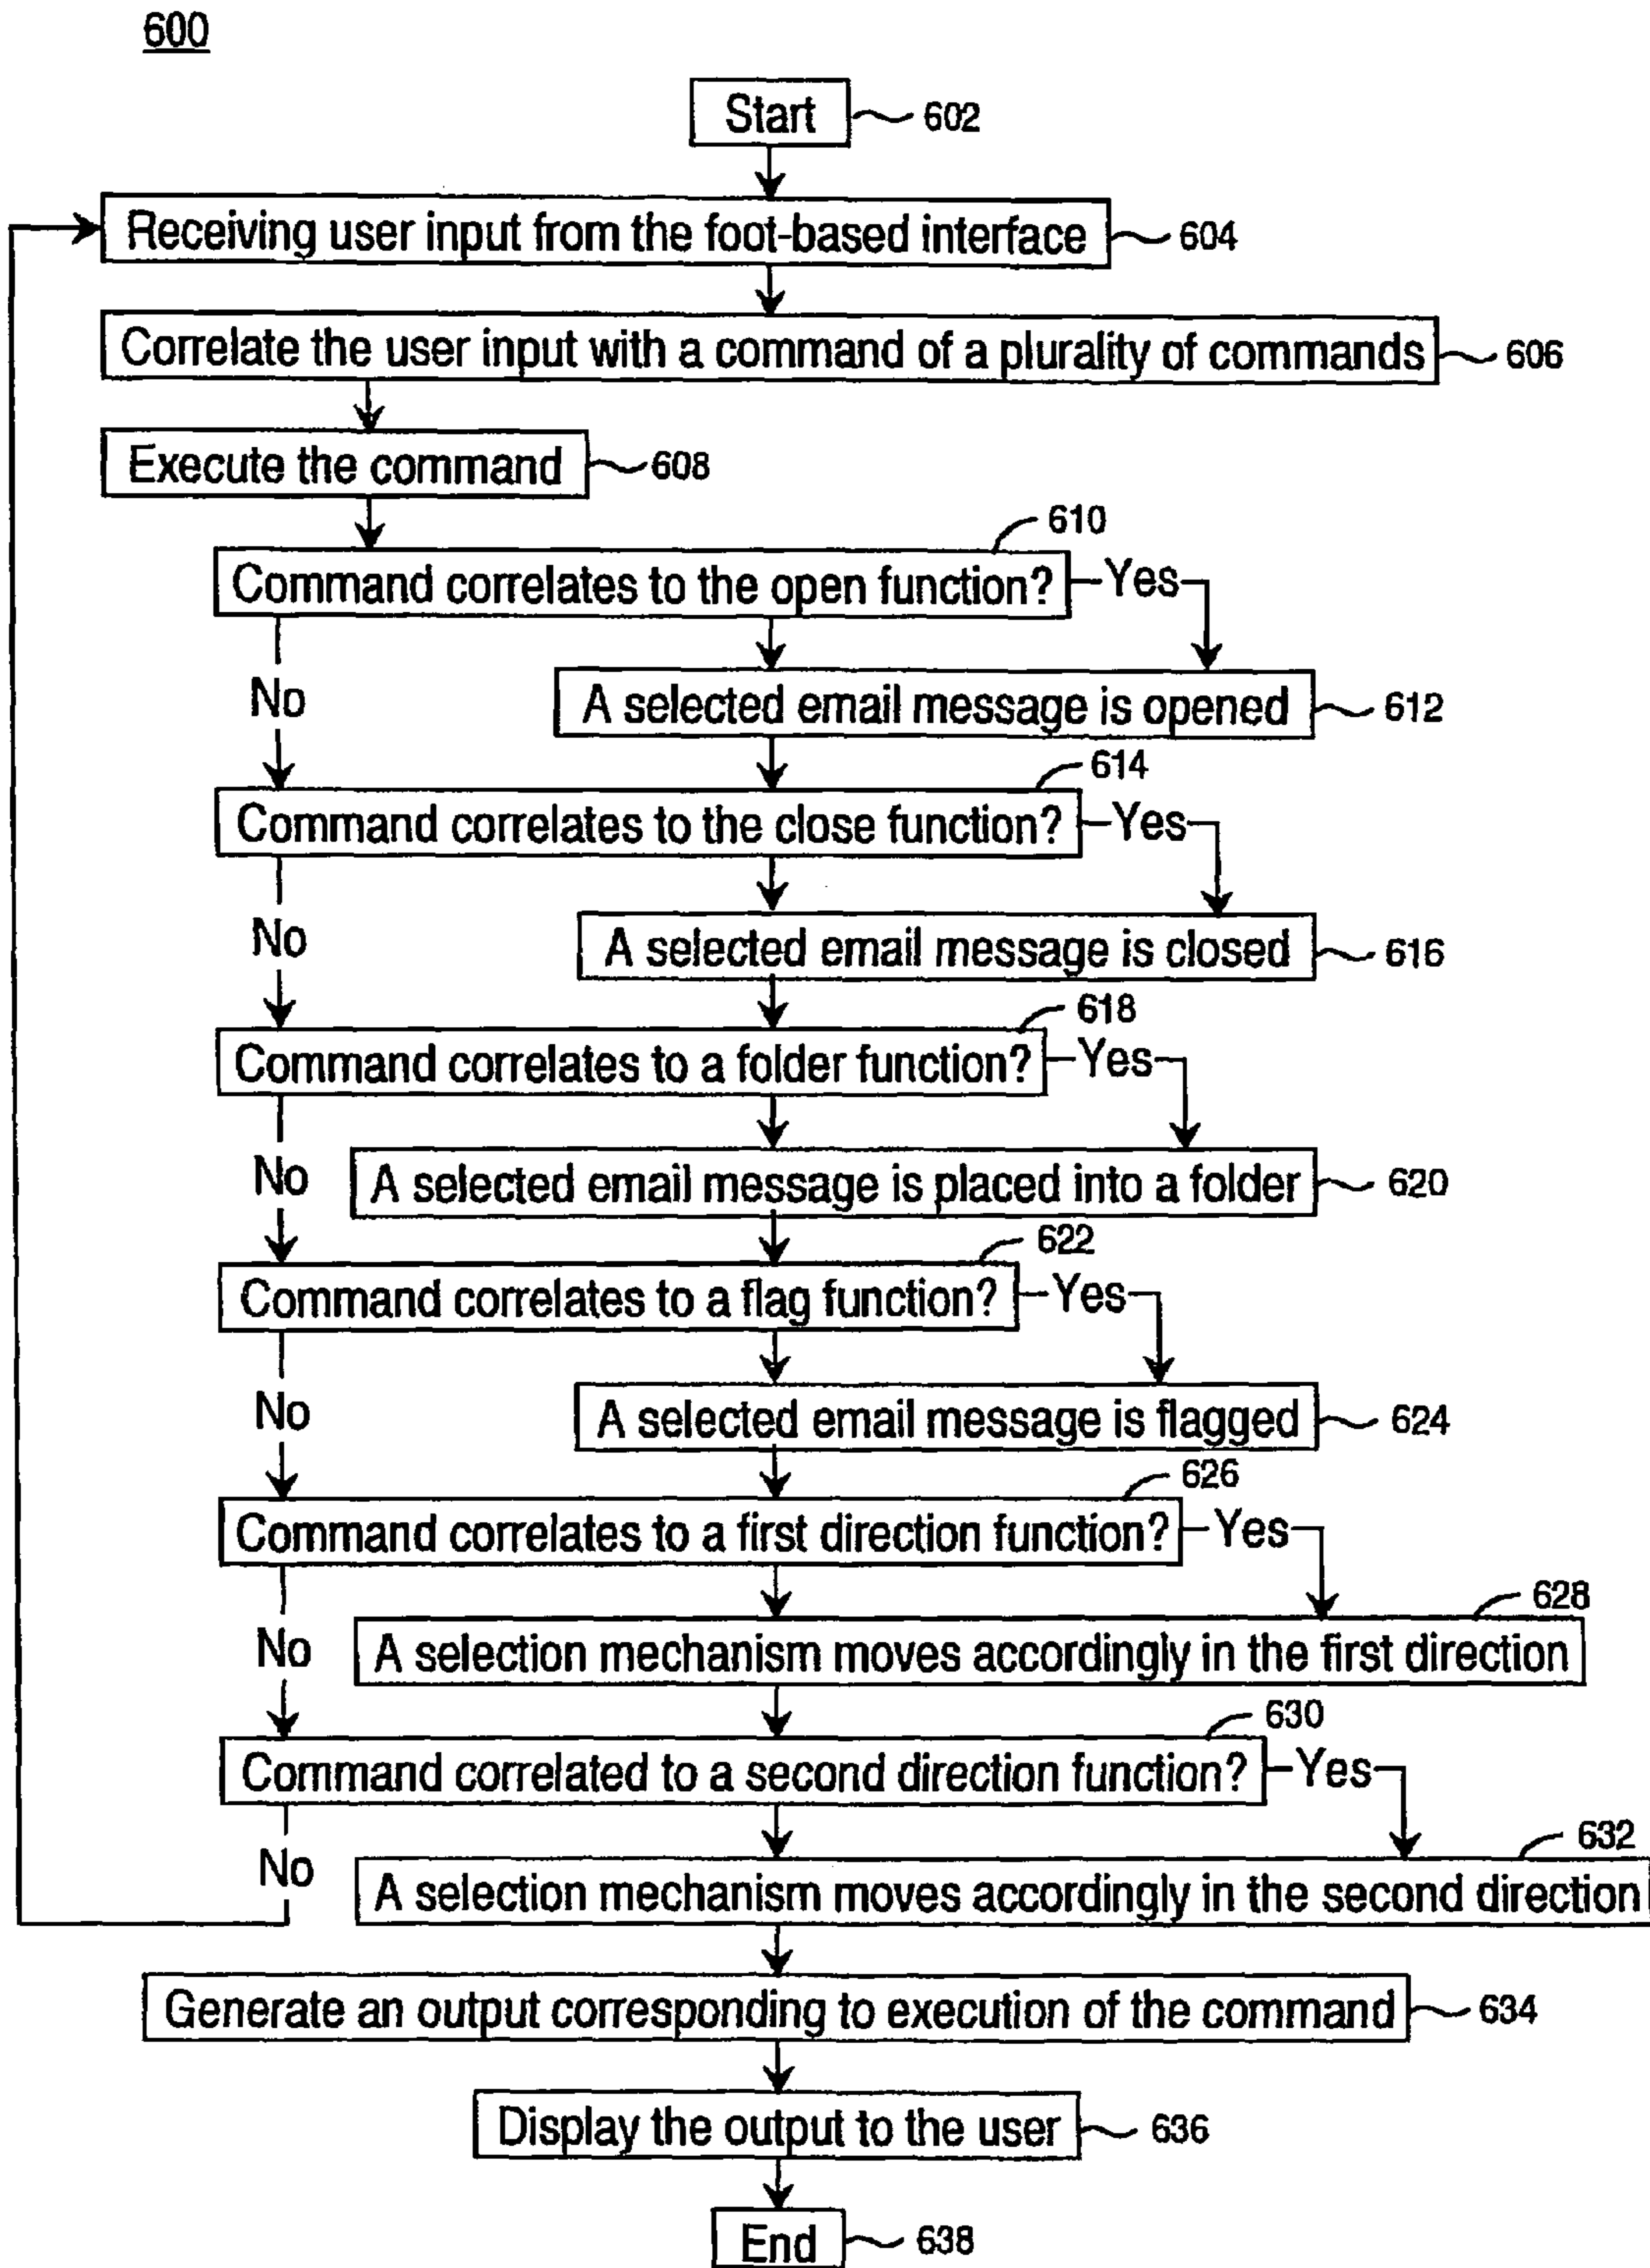 600
Start 602
Receiving user input from the foot-based interface 604
Correlate the user input with a command of a plurality of commands 606
Execute the command 608
610
Command correlates to the open function? Yes
No
A selected email message is opened 612
614
Command correlates to the close function? Yes
No
A selected email message is closed 616
618
Command correlates to a folder function? Yes
No
A selected email message is placed into a folder 620
622
Command correlates to a flag function? Yes
No
A selected email message is flagged 624
626
Command correlates to a first direction function? Yes
628
No
A selection mechanism moves accordingly in the first direction
630
Command correlated to a second direction function? Yes
632
No
A selection mechanism moves accordingly in the second direction
Generate an output corresponding to execution of the command 634
Display the output to the user 636
End 638